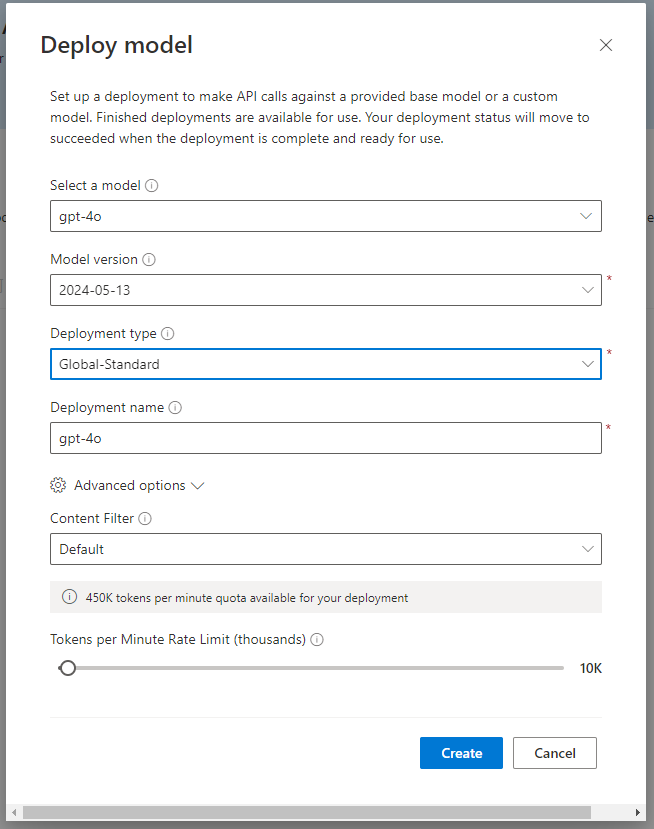 Deploy model
Set up a deployment to make API calls against a provided base model or a custom
model. Finished deployments are available for use. Your deployment status will move to
succeeded when the deployment is complete and ready for use.
Select a model
gpt-4o
Model version
2024-05-13
*
Deployment type
Global-Standard
*
Deployment name
gpt-4o
*
Advanced options
Content Filter
Default
450K tokens per minute quota available for your deployment
Tokens per Minute Rate Limit (thousands)
10K
Create
Cancel